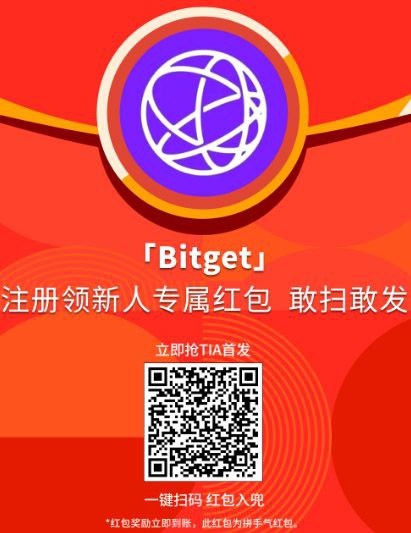 「Bitget」
注册领新人专属红包 敢扫敢发
立即抢TIA首发
一键扫码 红包入兜
*红包奖励立即到账，此红包为拼手气红包。